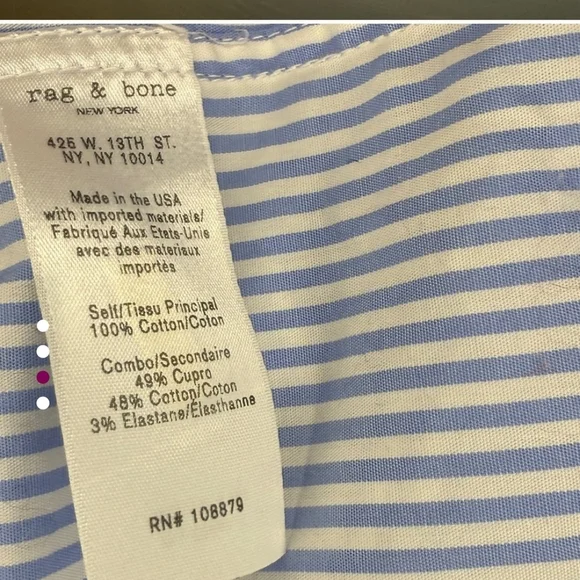 rag & bone
NEW YORK
425 W. 13TH ST.
NY, NY 10014
Made in the USA
with imported materials/
Fabriqué Aux Etats-Unie
avec des materiaux
importés
Self/Tissu Principal
100% Cotton/Coton
Combo/Secondaire
49% Cupro
48% Cotton/Coton
3% Elastane/Élasthanne
RN# 108879